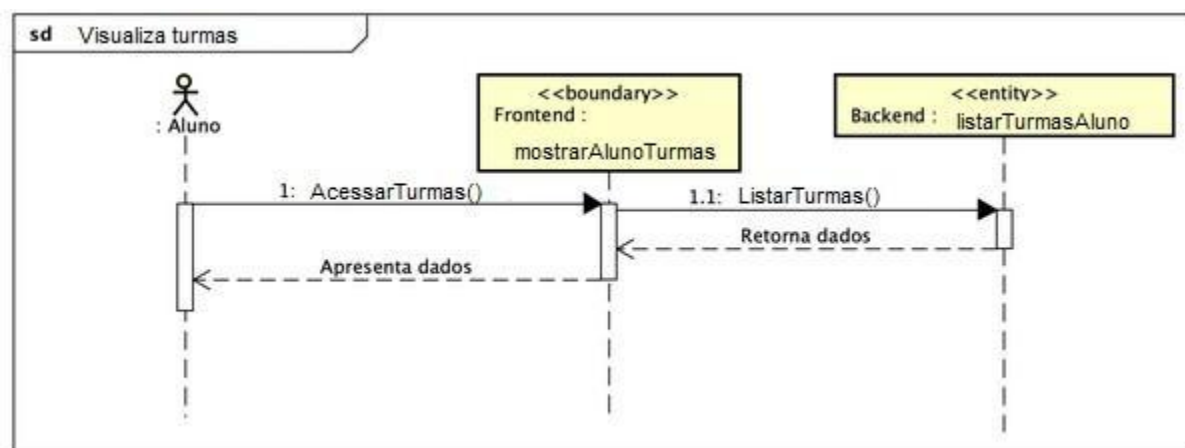 sd Visualiza turmas
: Aluno
<<boundary>>
Frontend :
mostrarAlunoTurmas
<<entity>>
Backend : listarTurmasAluno
1: AcessarTurmas()
1.1: ListarTurmas()
Retorna dados
Apresenta dados